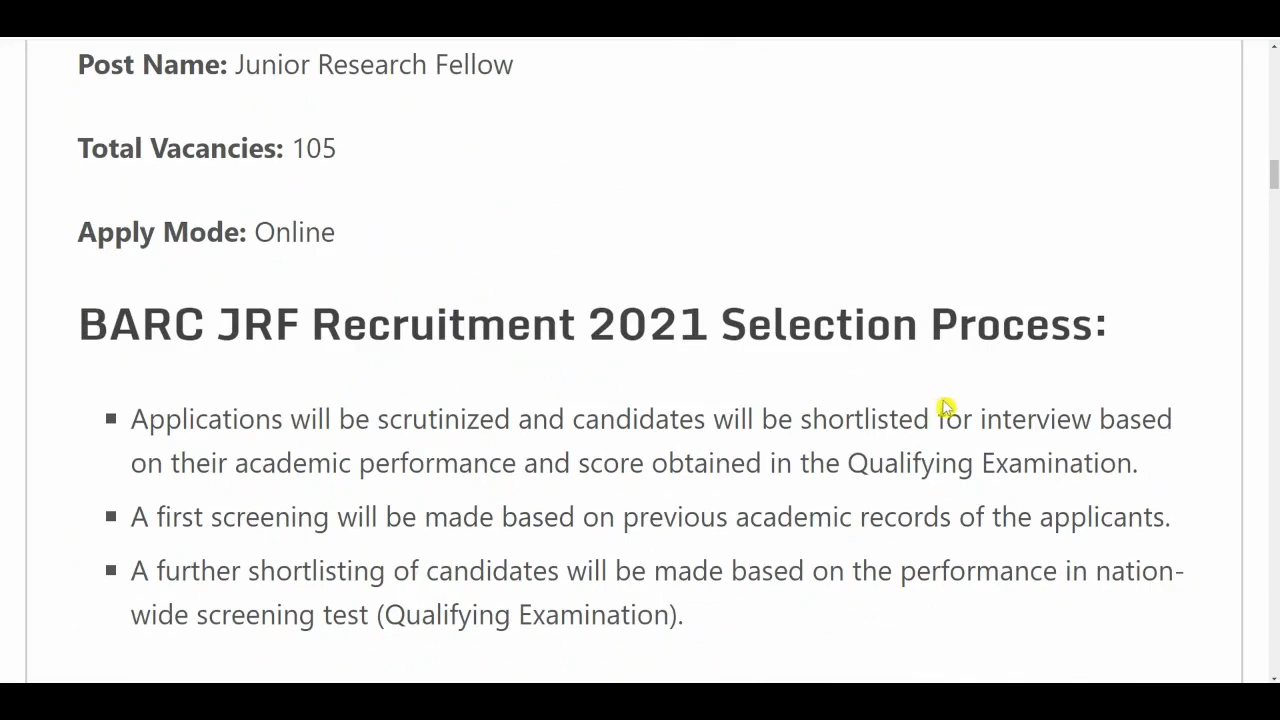 Post Name: Junior Research Fellow
Total Vacancies: 105
Apply Mode: Online
BARC JRF Recruitment 2021 Selection Process:
Applications will be scrutinized and candidates will be shortlisted for interview based
on their academic performance and score obtained in the Qualifying Examination.
A first screening will be made based on previous academic records of the applicants.
A further shortlisting of candidates will be made based on the performance in nation-
wide screening test (Qualifying Examination).